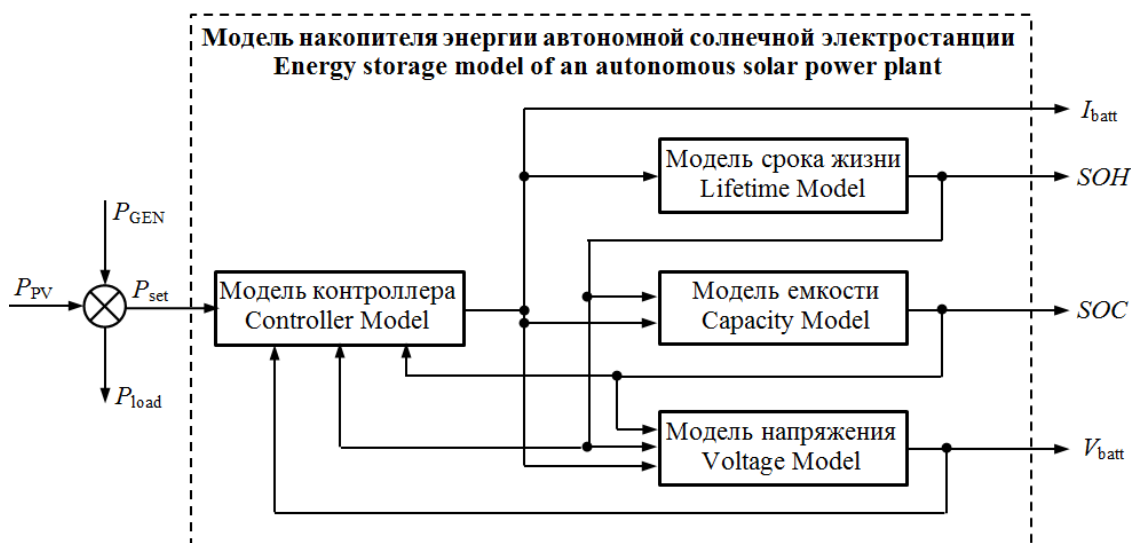 Модель накопителя энергии автономной солнечной электростанции
Energy storage model of an autonomous solar power plant
I_batt
Модель срока жизни
Lifetime Model
SOH
P_GEN
P_PV
P_set
Модель контроллера
Controller Model
Модель емкости
Capacity Model
SOC
P_load
Модель напряжения
Voltage Model
V_batt